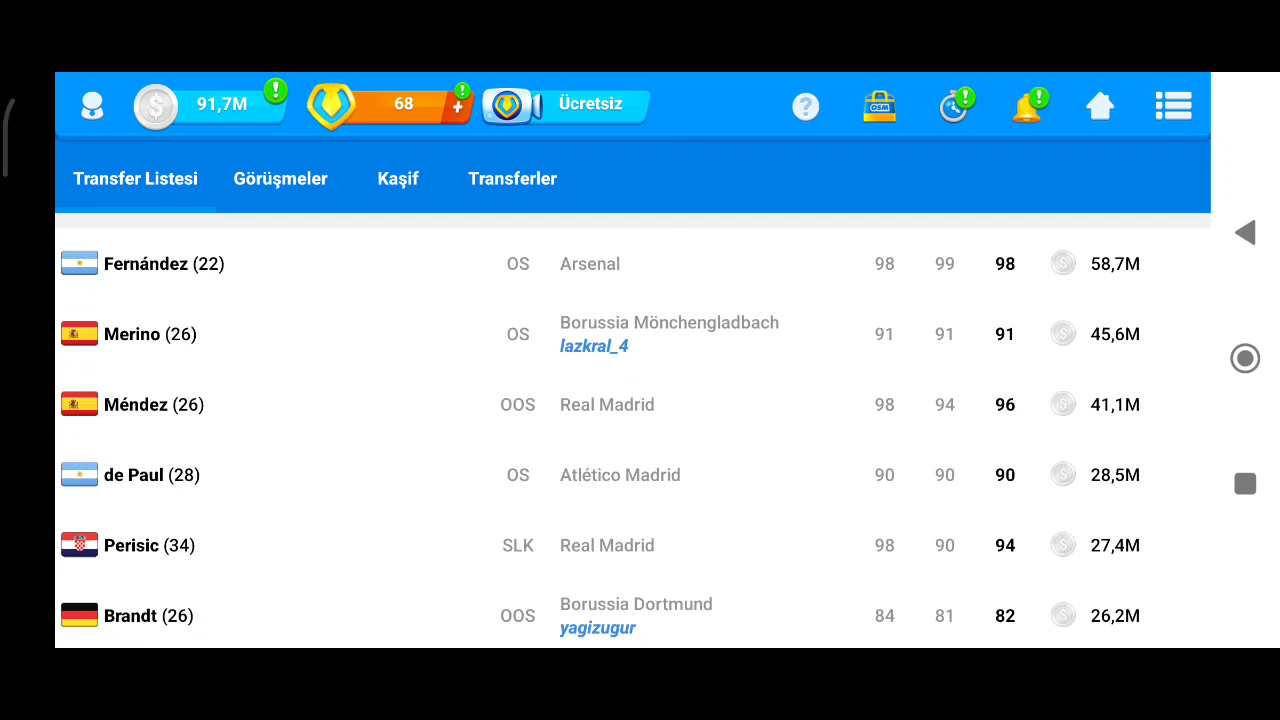 91,7M 68 + Ücretsiz ? OSM
Transfer Listesi Görüşmeler Kaşif Transferler
Fernández (22) OS Arsenal 98 99 98 58,7M
Merino (26) OS Borussia Mönchengladbach 91 91 91 45,6M
lazkral_4
Méndez (26) OOS Real Madrid 98 94 96 41,1M
de Paul (28) OS Atlético Madrid 90 90 90 28,5M
Perisic (34) SLK Real Madrid 98 90 94 27,4M
Brandt (26) OOS Borussia Dortmund 84 81 82 26,2M
yagizugur